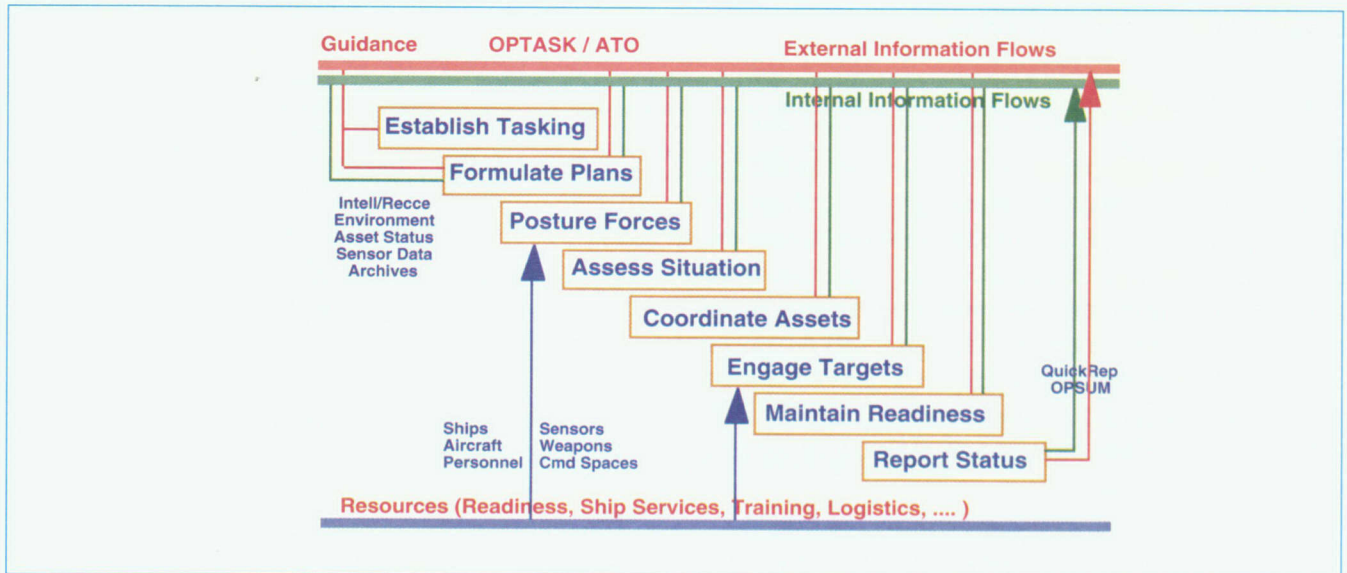 Guidance OPTASK / ATO External Information Flows
Internal Information Flows
Establish Tasking
Formulate Plans
Intell/Recce
Environment
Asset Status
Sensor Data
Archives
Posture Forces
Assess Situation
Coordinate Assets
Engage Targets
QuickRep
OPSUM
Maintain Readiness
Ships
Aircraft
Personnel
Sensors
Weapons
Cmd Spaces
Report Status
Resources (Readiness, Ship Services, Training, Logistics, .... )